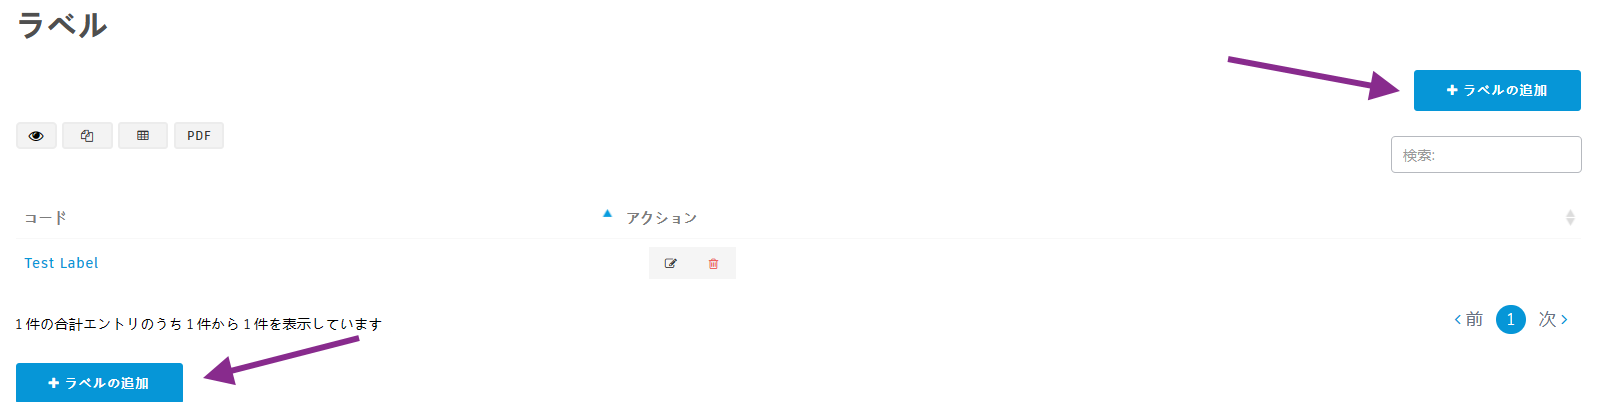 ラベル
ラベルの追加
PDF
検索:
コード アクション
Test Label
1 件の合計エントリのうち 1 件から 1 件を表示しています
前 1 次
ラベルの追加